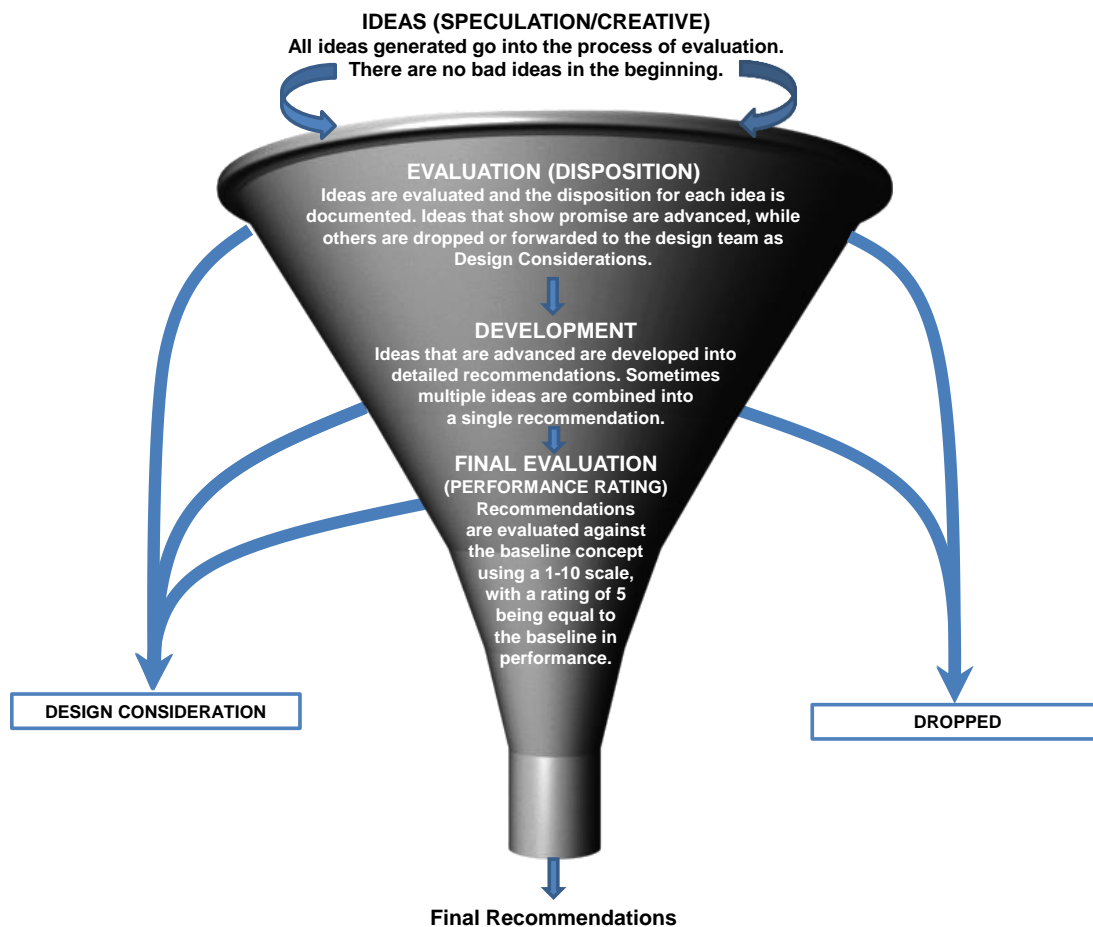 IDEAS (SPECULATION/CREATIVE)
All ideas generated go into the process of evaluation.
There are no bad ideas in the beginning.
EVALUATION (DISPOSITION)
Ideas are evaluated and the disposition for each idea is
documented. Ideas that show promise are advanced, while
others are dropped or forwarded to the design team as
Design Considerations.
DEVELOPMENT
Ideas that are advanced are developed into
detailed recommendations. Sometimes
multiple ideas are combined into
a single recommendation.
FINAL EVALUATION
(PERFORMANCE RATING)
Recommendations
are evaluated against
the baseline concept
using a 1-10 scale,
with a rating of 5
being equal to
the baseline in
performance.
DESIGN CONSIDERATION
DROPPED
Final Recommendations